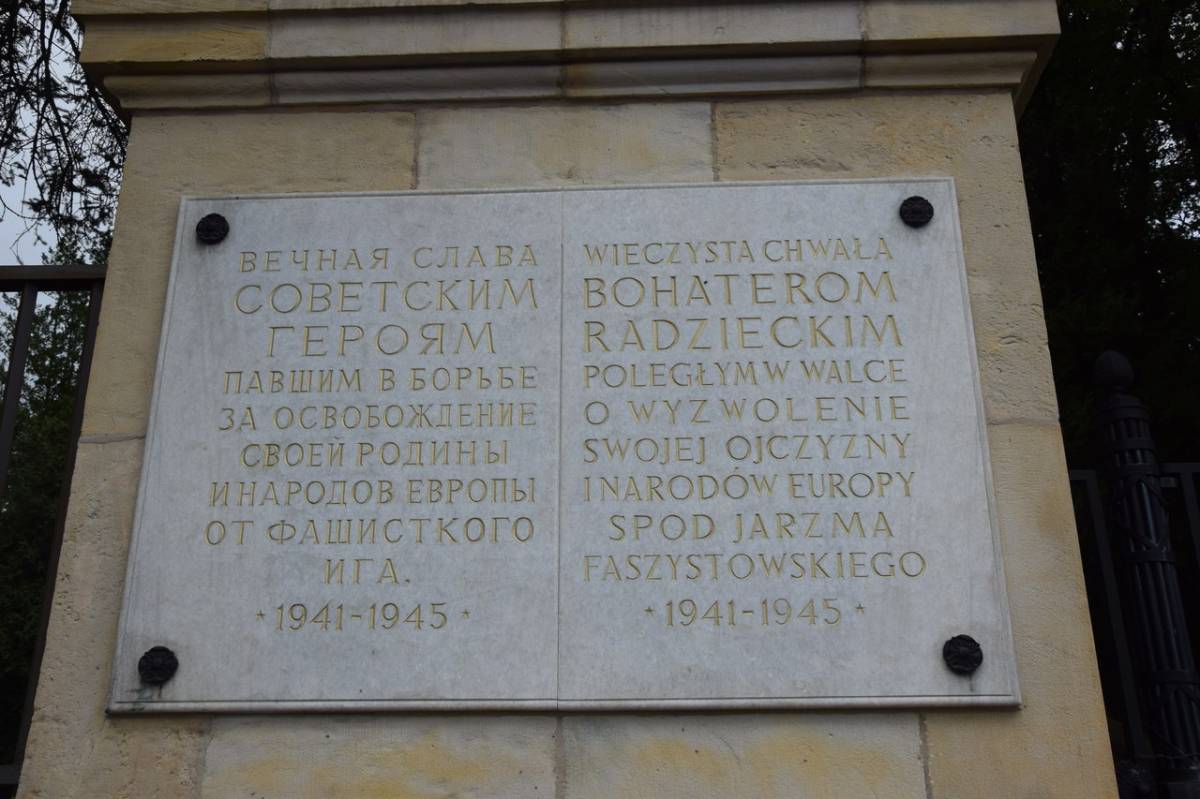 ВЕЧНАЯ СЛАВА
СОВЕТСКИМ
ГЕРОЯМ
ПАВШИМ В БОРЬБЕ
ЗА ОСВОБОЖДЕНИЕ
СВОЕЙ РОДИНЫ
И НАРОДОВ ЕВРОПЫ
ОТ ФАШИСТКОГО
ИГА.
* 1941-1945 *
WIECZYSTA CHWAŁA
BOHATEROM
RADZIECKIM
POLEGŁYM W WALCE
O WYZWOLENIE
SWOJEJ OJCZYZNY
I NARODÓW EUROPY
SPOD JARZMA
FASZYSTOWSKIEGO
* 1941-1945 *